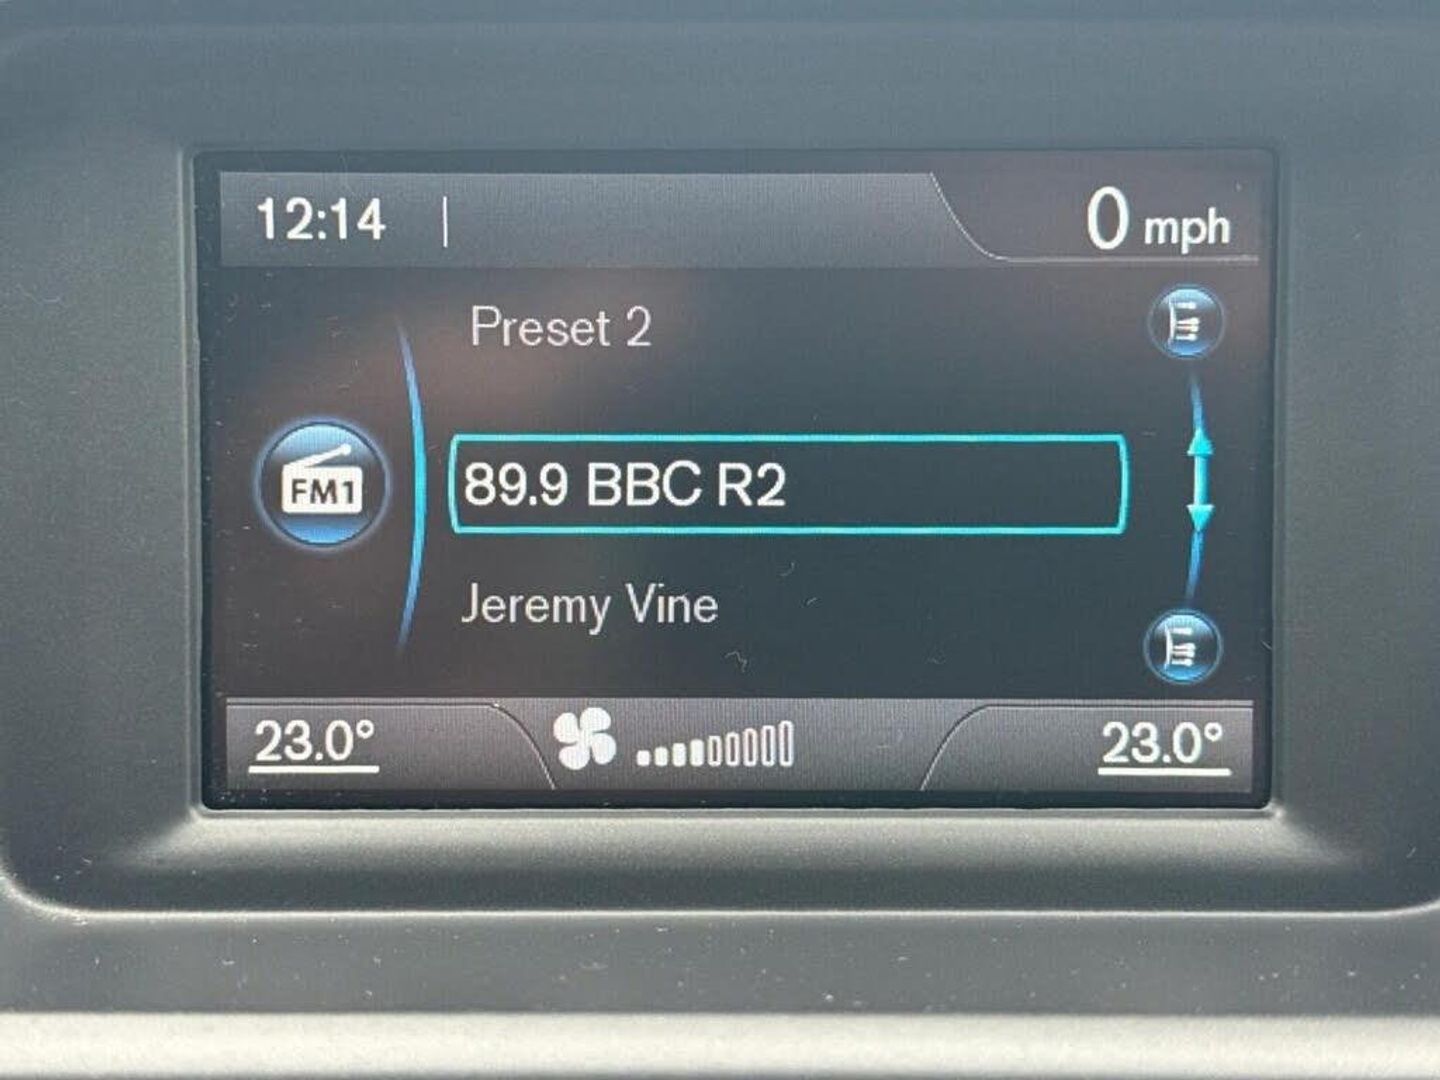 12:14
0 mph
Preset 2
FM1
89.9 BBC R2
Jeremy Vine
23.0°
23.0°